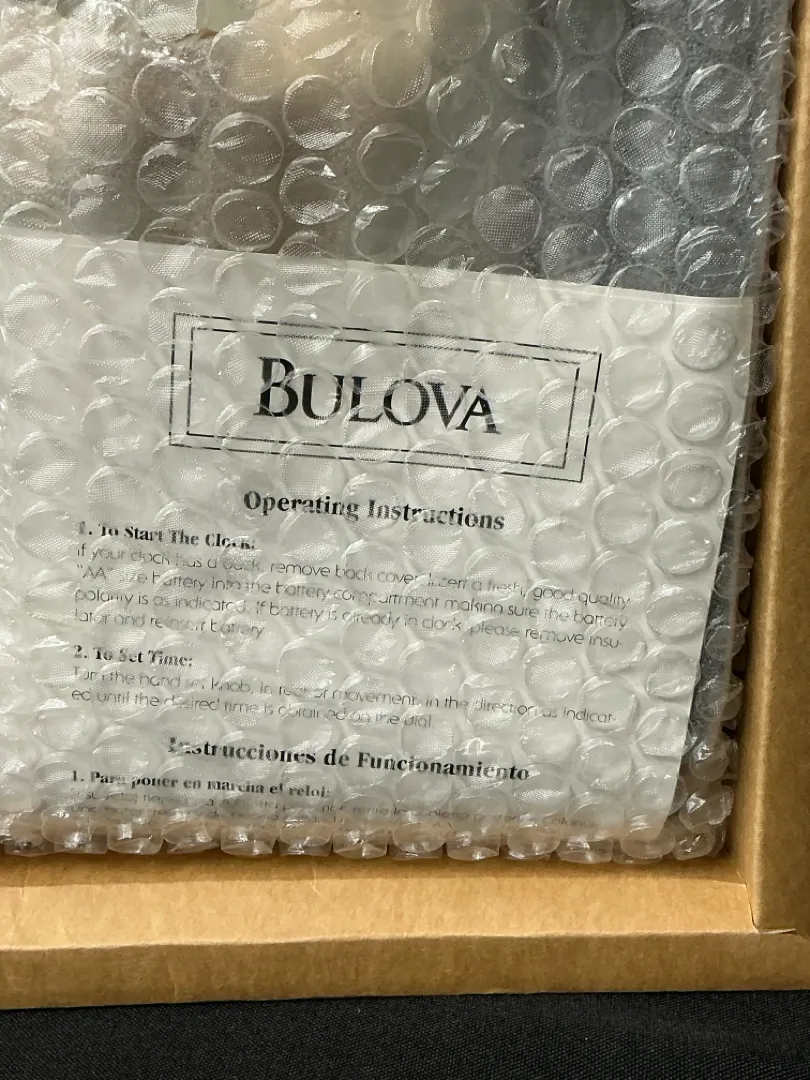 BULOVA
Operating Instructions
1. To Start The Clock:
If your clock has a back, remove back cover. Insert a fresh, good quality
"AA" size battery into the battery compartment making sure the battery
polarity is as indicated. If battery is already in clock, please remove insu-
lator and reinsert battery
2. To Set Time:
Turn the hand set knob, in rear of movement, in the direction as indicat-
ed until the desired time is obtained on the dial.
Instrucciones de Funcionamiento
1. Para poner en marcha el reloj: